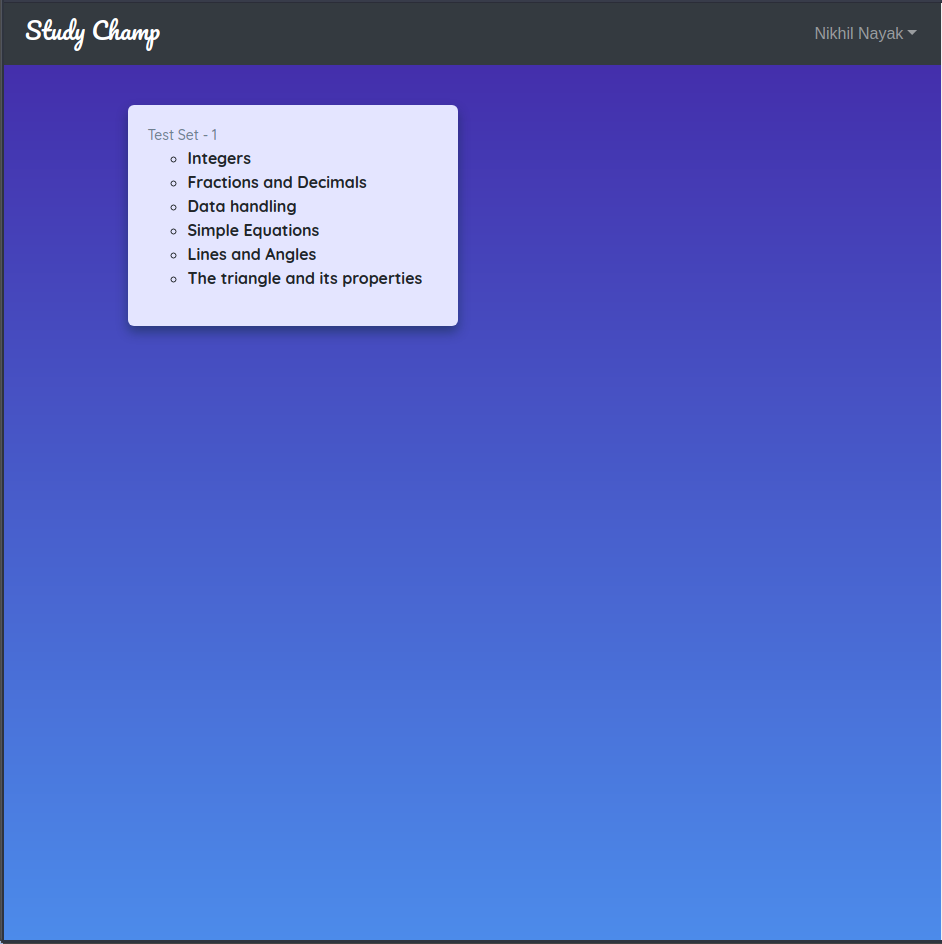 Study Champ
Nikhil Nayak
Test Set - 1
Integers
Fractions and Decimals
Data handling
Simple Equations
Lines and Angles
The triangle and its properties